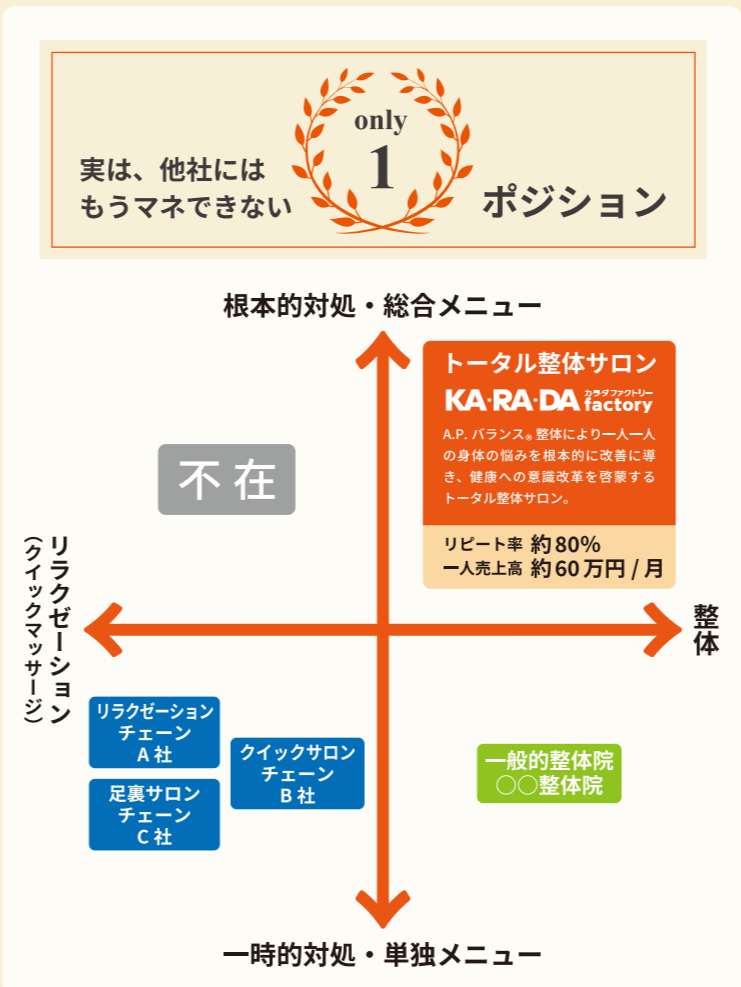 only
1
実は、他社には
もうマネできない
ポジション
根本的対処・総合メニュー
トータル整体サロン
KA・RA・DA factory
カラダファクトリー
A.P. バランス®整体により一人一人
の身体の悩みを根本的に改善に導
き、健康への意識改革を啓蒙する
トータル整体サロン。
リピート率 約80%
一人売上高 約60万円 / 月
不在
リラクゼーション
（クイックマッサージ）
整体
リラクゼーション
チェーン
A 社
クイックサロン
チェーン
B 社
足裏サロン
チェーン
C 社
一般的整体院
○○整体院
一時的対処・単独メニュー